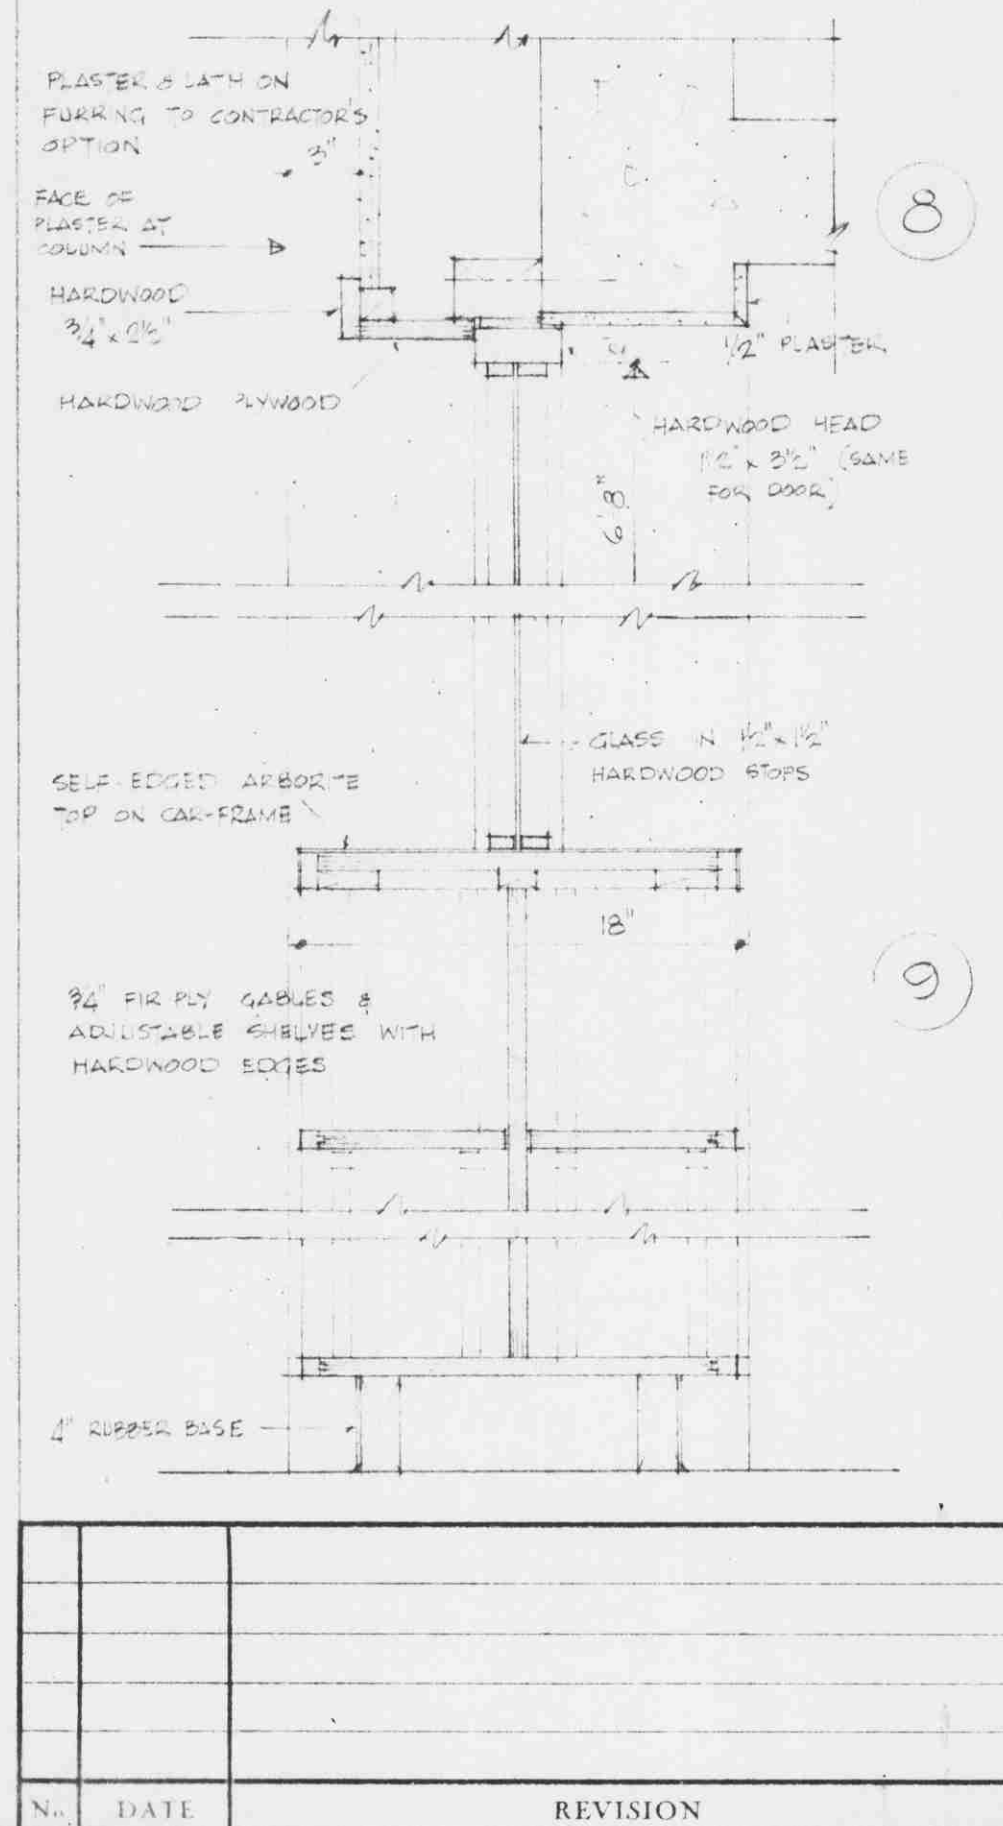 PLASTER & LATH ON
FURRING TO CONTRACTOR'S
OPTION
3"
FACE OF
PLASTER AT
COLUMN
8
HARDWOOD
3/4" x 2 1/2"
1/2" PLASTER
HARDWOOD PLYWOOD
HARDWOOD HEAD
1 1/2" x 3 1/2" (SAME
FOR DOOR)
6'8"
GLASS IN 1/2" x 1 1/2"
HARDWOOD STOPS
SELF-EDGED ARBORITE
TOP ON CAR-FRAME
18"
9
3/4" FIR PLY GABLES &
ADJUSTABLE SHELVES WITH
HARDWOOD EDGES
4" RUBBER BASE
No. DATE REVISION